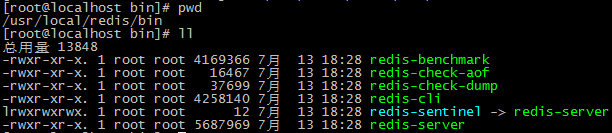 [root@localhost bin]# pwd
/usr/local/redis/bin
[root@localhost bin]# ll
总用量 13848
-rwxr-xr-x. 1 root root 4169366 7月  13 18:28 redis-benchmark
-rwxr-xr-x. 1 root root   16467 7月  13 18:28 redis-check-aof
-rwxr-xr-x. 1 root root   37699 7月  13 18:28 redis-check-dump
-rwxr-xr-x. 1 root root 4258140 7月  13 18:28 redis-cli
lrwxrwxrwx. 1 root root      12 7月  13 18:28 redis-sentinel -> redis-server
-rwxr-xr-x. 1 root root 5687969 7月  13 18:28 redis-server